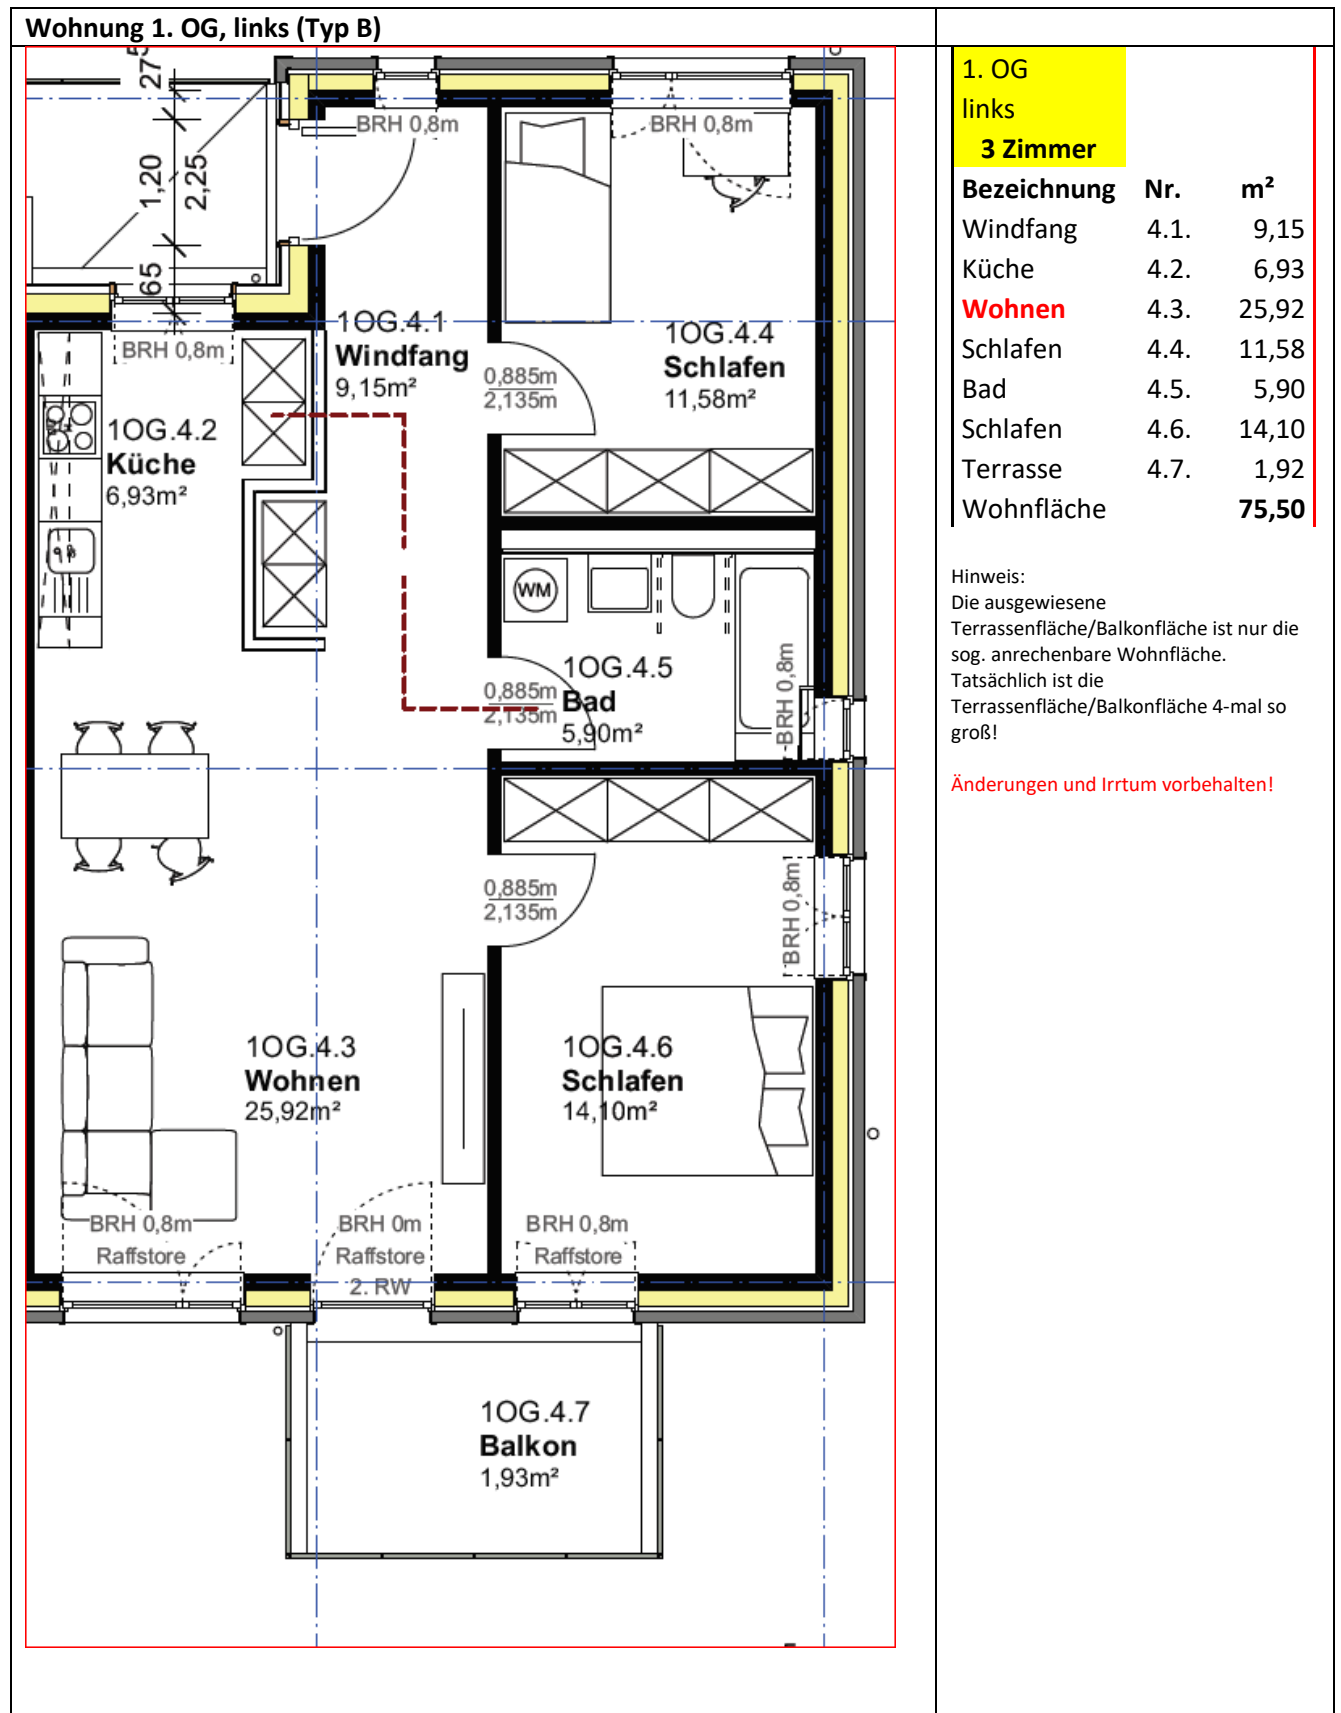 Wohnung 1. OG, links (Typ B)
1. OG
links
3 Zimmer
Bezeichnung Nr. m²
Windfang 4.1. 9,15
Küche 4.2. 6,93
Wohnen 4.3. 25,92
Schlafen 4.4. 11,58
Bad 4.5. 5,90
Schlafen 4.6. 14,10
Terrasse 4.7. 1,92
Wohnfläche 75,50
Hinweis:
Die ausgewiesene
Terrassenfläche/Balkonfläche ist nur die
sog. anrechenbare Wohnfläche.
Tatsächlich ist die
Terrassenfläche/Balkonfläche 4-mal so
groß!
Änderungen und Irrtum vorbehalten!
27
1,20
2,25
65
BRH 0,8m
BRH 0,8m
BRH 0,8m
1OG.4.1
Windfang
9,15m²
1OG.4.4
Schlafen
11,58m²
0,885m
2,135m
1OG.4.2
Küche
6,93m²
WM
1OG.4.5
Bad
5,90m²
0,885m
2,135m
BRH 0,8m
0,885m
2,135m
BRH 0,8m
1OG.4.3
Wohnen
25,92m²
1OG.4.6
Schlafen
14,10m²
BRH 0,8m
Raffstore
BRH 0m
Raffstore
2. RW
BRH 0,8m
Raffstore
1OG.4.7
Balkon
1,93m²